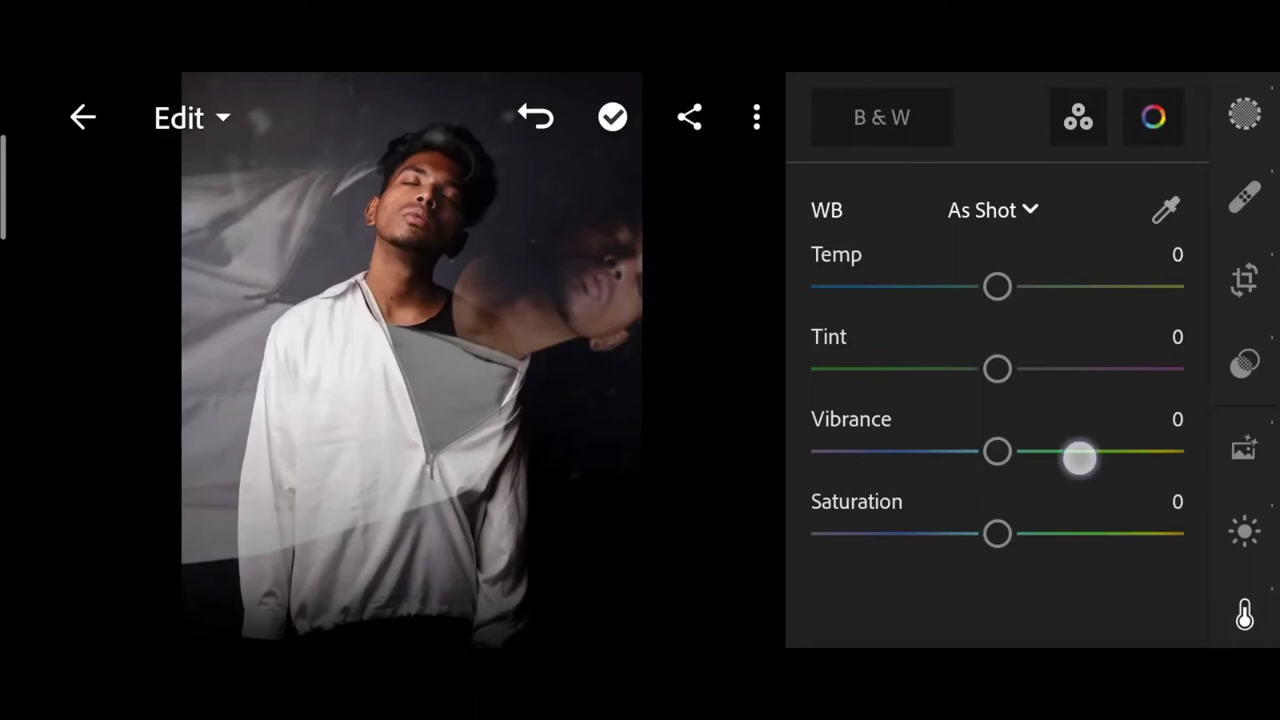 Edit
B & W
WB As Shot
Temp 0
Tint 0
Vibrance 0
Saturation 0